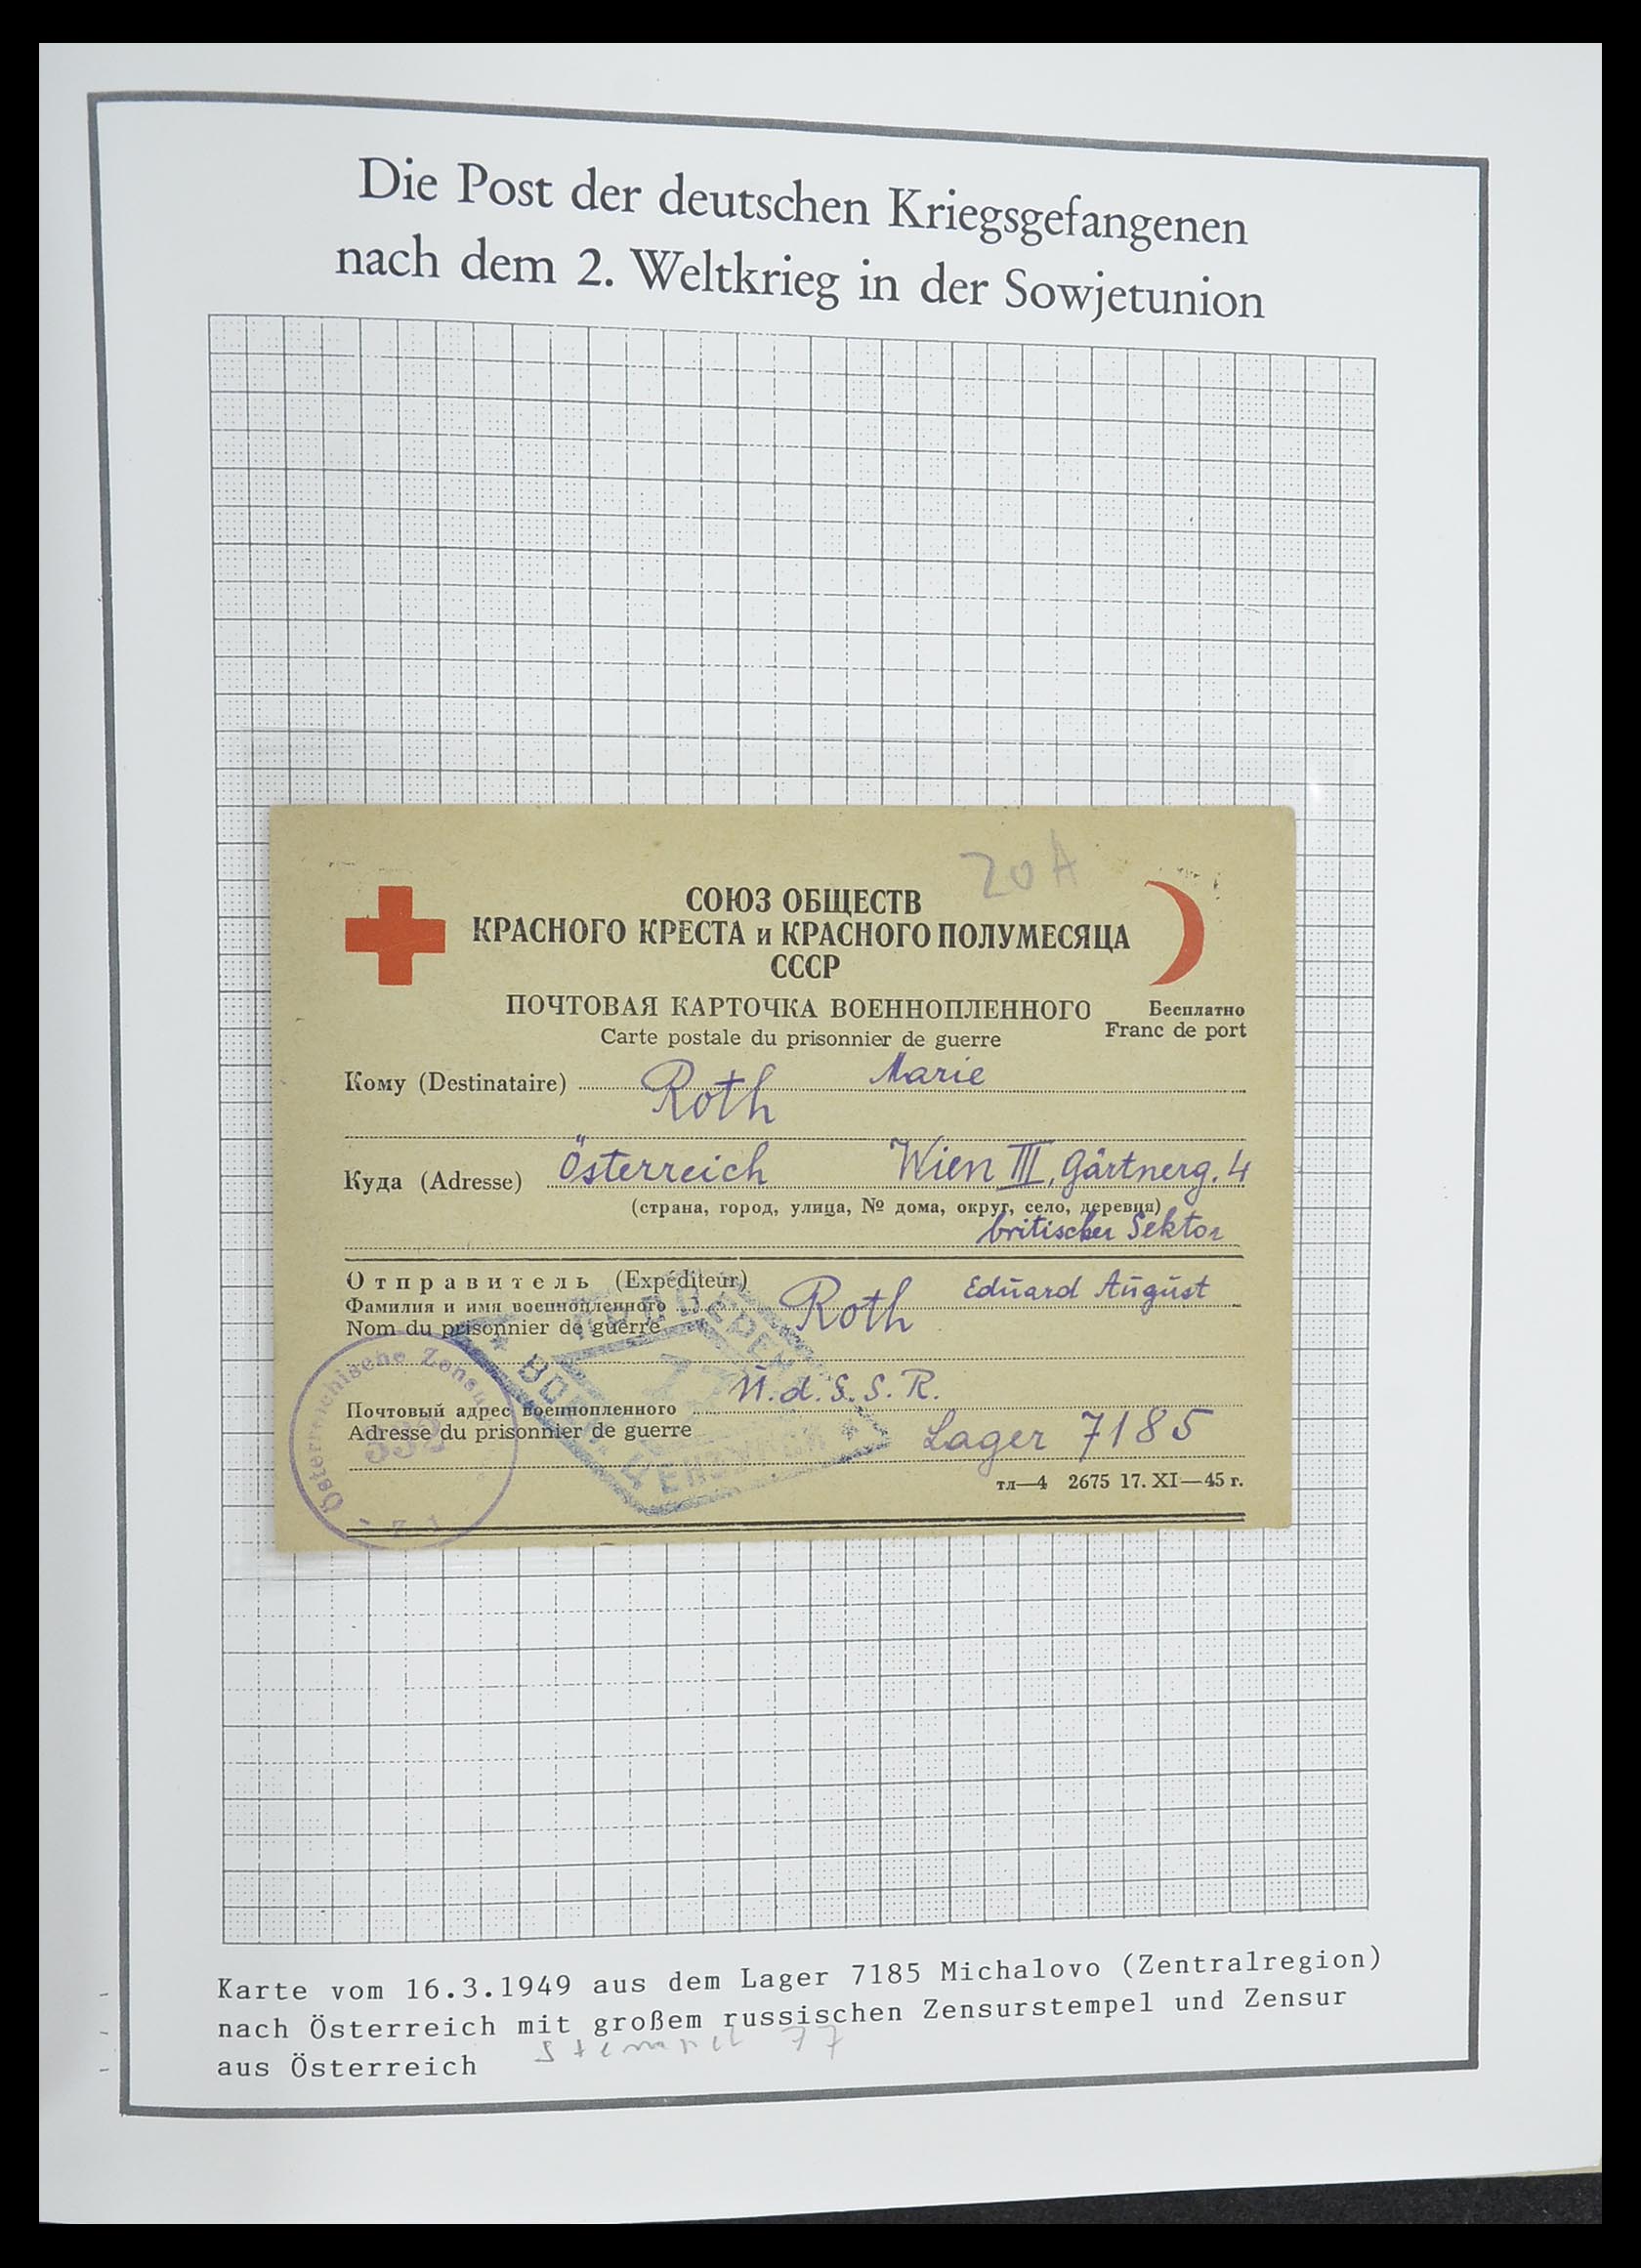 Die Post der deutschen Kriegsgefangenen
nach dem 2. Weltkrieg in der Sowjetunion
20 A
СОЮЗ ОБЩЕСТВ
КРАСНОГО КРЕСТА и КРАСНОГО ПОЛУМЕСЯЦА
СССР
ПОЧТОВАЯ КАРТОЧКА ВОЕННОПЛЕННОГО
Бесплатно
Carte postale du prisonnier de guerre
Franc de port
Кому (Destinataire) Roth Marie
Куда (Adresse) Österreich Wien III, Gärtnerg. 4
(страна, город, улица, № дома, округ, село, деревня)
britischer Sektor
Отправитель (Expéditeur)
Фамилия и имя военнопленного Roth Eduard August
Nom du prisonnier de guerre
Ü.d.S.S.R.
Почтовый адрес военнопленного
Adresse du prisonnier de guerre Lager 7185
тл—4 2675 17. XI—45 г.
Österreichische Zensur
Karte vom 16.3.1949 aus dem Lager 7185 Michalovo (Zentralregion)
nach Österreich mit großem russischen Zensurstempel und Zensur
aus Österreich Stempel 77